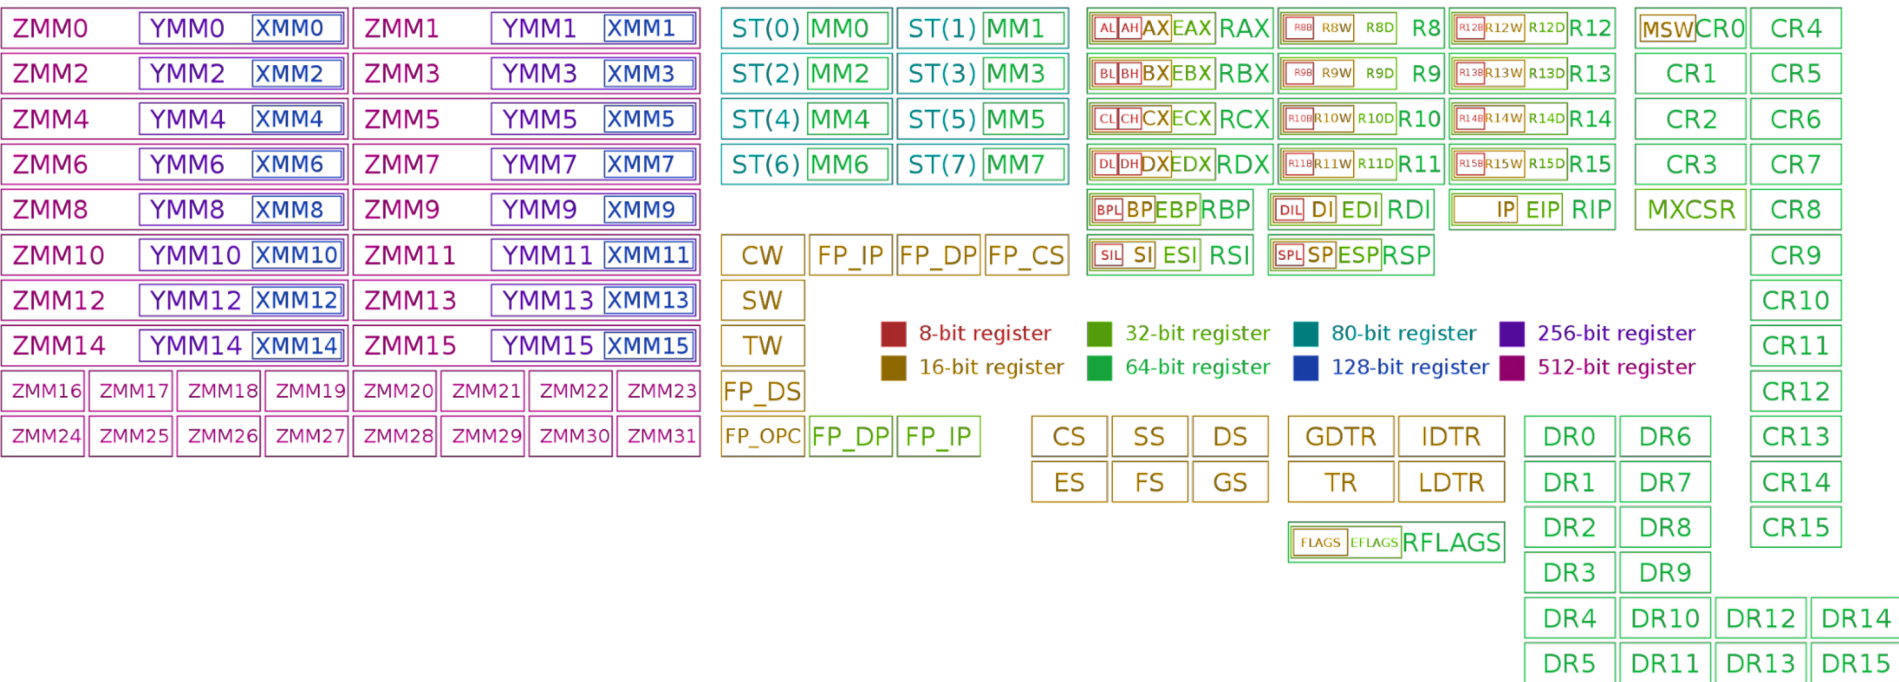 ZMM0 YMM0 XMM0 ZMM1 YMM1 XMM1 ST(0) MM0 ST(1) MM1 AL AH AX EAX RAX R8B R8W R8D R8 R12B R12W R12D R12 MSW CR0 CR4
ZMM2 YMM2 XMM2 ZMM3 YMM3 XMM3 ST(2) MM2 ST(3) MM3 BL BH BX EBX RBX R9B R9W R9D R9 R13B R13W R13D R13 CR1 CR5
ZMM4 YMM4 XMM4 ZMM5 YMM5 XMM5 ST(4) MM4 ST(5) MM5 CL CH CX ECX RCX R10B R10W R10D R10 R14B R14W R14D R14 CR2 CR6
ZMM6 YMM6 XMM6 ZMM7 YMM7 XMM7 ST(6) MM6 ST(7) MM7 DL DH DX EDX RDX R11B R11W R11D R11 R15B R15W R15D R15 CR3 CR7
ZMM8 YMM8 XMM8 ZMM9 YMM9 XMM9 BPL BP EBP RBP DIL DI EDI RDI IP EIP RIP MXCSR CR8
ZMM10 YMM10 XMM10 ZMM11 YMM11 XMM11 CW FP_IP FP_DP FP_CS SIL SI ESI RSI SPL SP ESP RSP CR9
ZMM12 YMM12 XMM12 ZMM13 YMM13 XMM13 SW CR10
8-bit register 32-bit register 80-bit register 256-bit register
ZMM14 YMM14 XMM14 ZMM15 YMM15 XMM15 TW CR11
16-bit register 64-bit register 128-bit register 512-bit register
ZMM16 ZMM17 ZMM18 ZMM19 ZMM20 ZMM21 ZMM22 ZMM23 FP_DS CR12
ZMM24 ZMM25 ZMM26 ZMM27 ZMM28 ZMM29 ZMM30 ZMM31 FP_OPC FP_DP FP_IP CS SS DS GDTR IDTR DR0 DR6 CR13
ES FS GS TR LDTR DR1 DR7 CR14
DR2 DR8 CR15
FLAGS EFLAGS RFLAGS
DR3 DR9
DR4 DR10 DR12 DR14
DR5 DR11 DR13 DR15